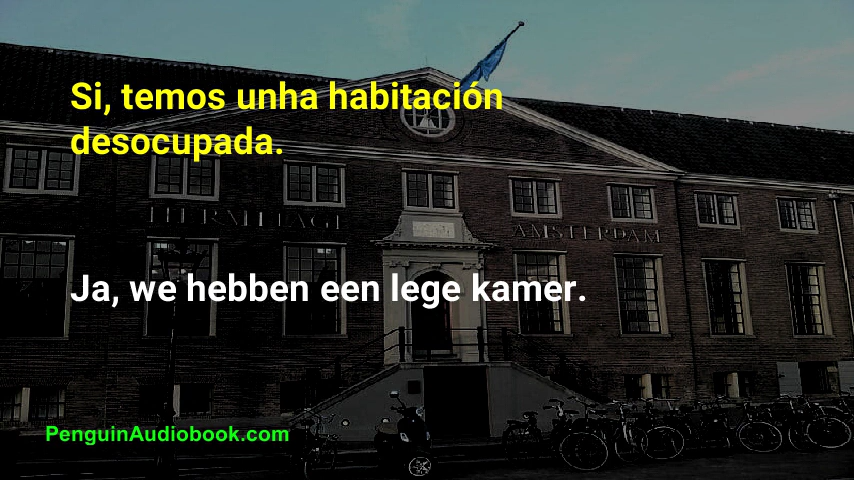 Si, temos unha habitación
desocupada.
HERMITAGE
AMSTERDAM
Ja, we hebben een lege kamer.
PenguinAudiobook.com